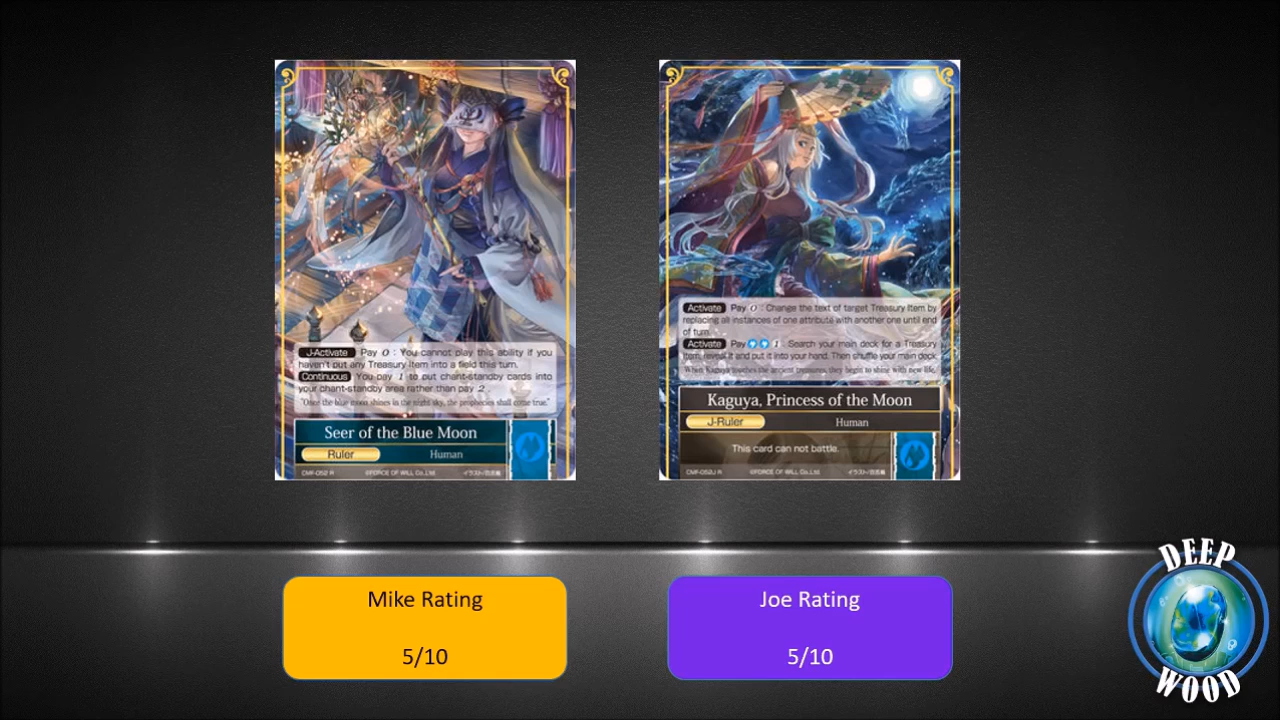 J-Activate Pay 0 : You cannot play this ability if you
haven't put any Treasury Item into a field this turn.
Continuous You pay 1 to put chant-standby cards into
your chant-standby area rather than pay 2.
"Once the blue moon shines in the night sky, the prophecies shall come true."
Seer of the Blue Moon
Ruler Human
CMF-052 R ©FORCE OF WILL Co.,Ltd.
Activate Pay 0 : Change the text of target Treasury Item by
replacing all instances of one attribute with another one until end
of turn.
Activate Pay 1 : Search your main deck for a Treasury
Item, reveal it and put it into your hand. Then shuffle your main deck.
When Kaguya touches the ancient treasures, they begin to shine with new life.
Kaguya, Princess of the Moon
J-Ruler Human
This card can not battle.
CMF-052J R ©FORCE OF WILL Co.,Ltd.
Mike Rating
5/10
Joe Rating
5/10
DEEP
WOOD